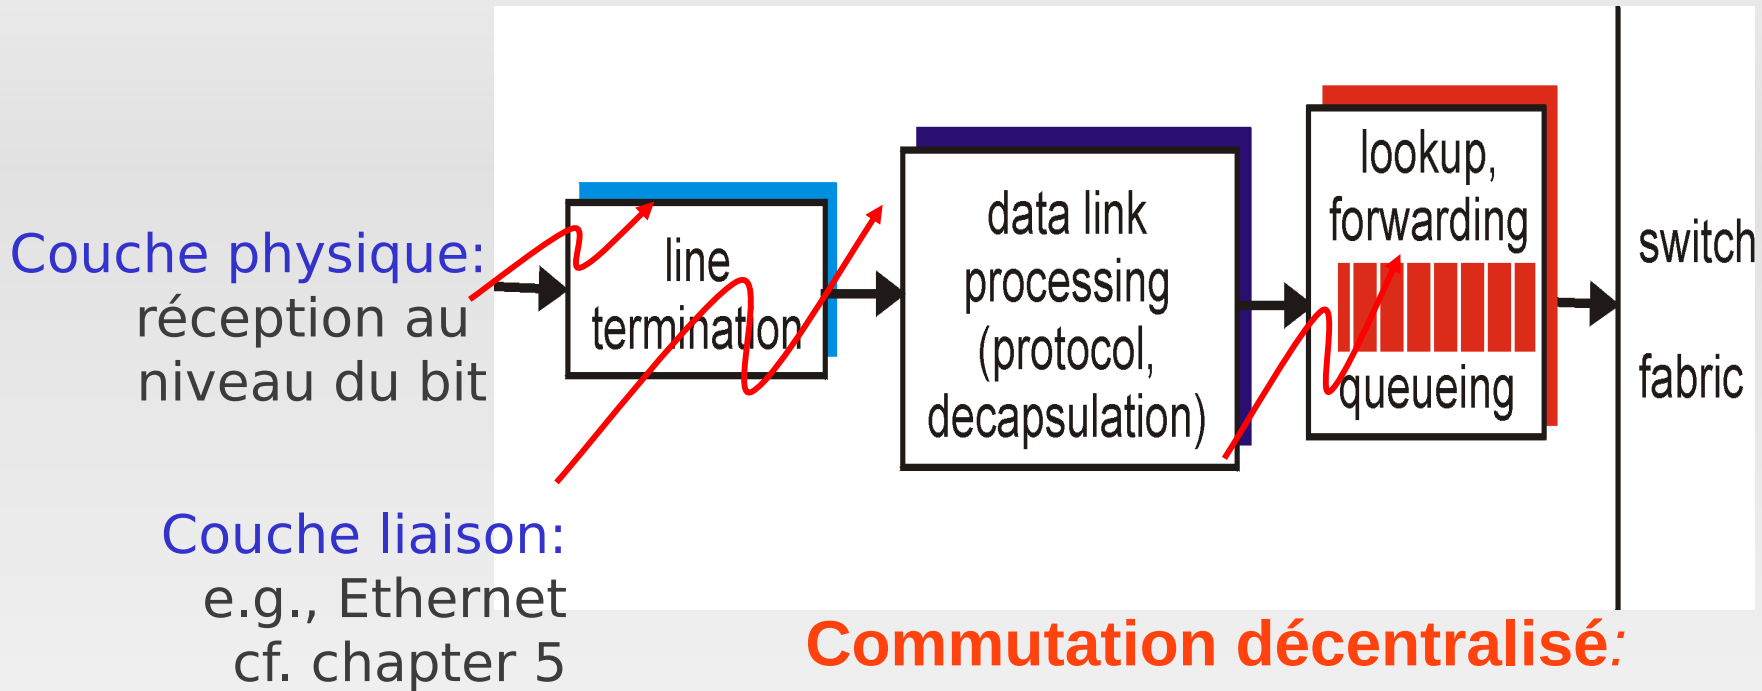 Couche physique:
réception au
niveau du bit
line
termination
data link
processing
(protocol,
decapsulation)
lookup,
forwarding
queueing
switch
fabric
Couche liaison:
e.g., Ethernet
cf. chapter 5
Commutation décentralisé: